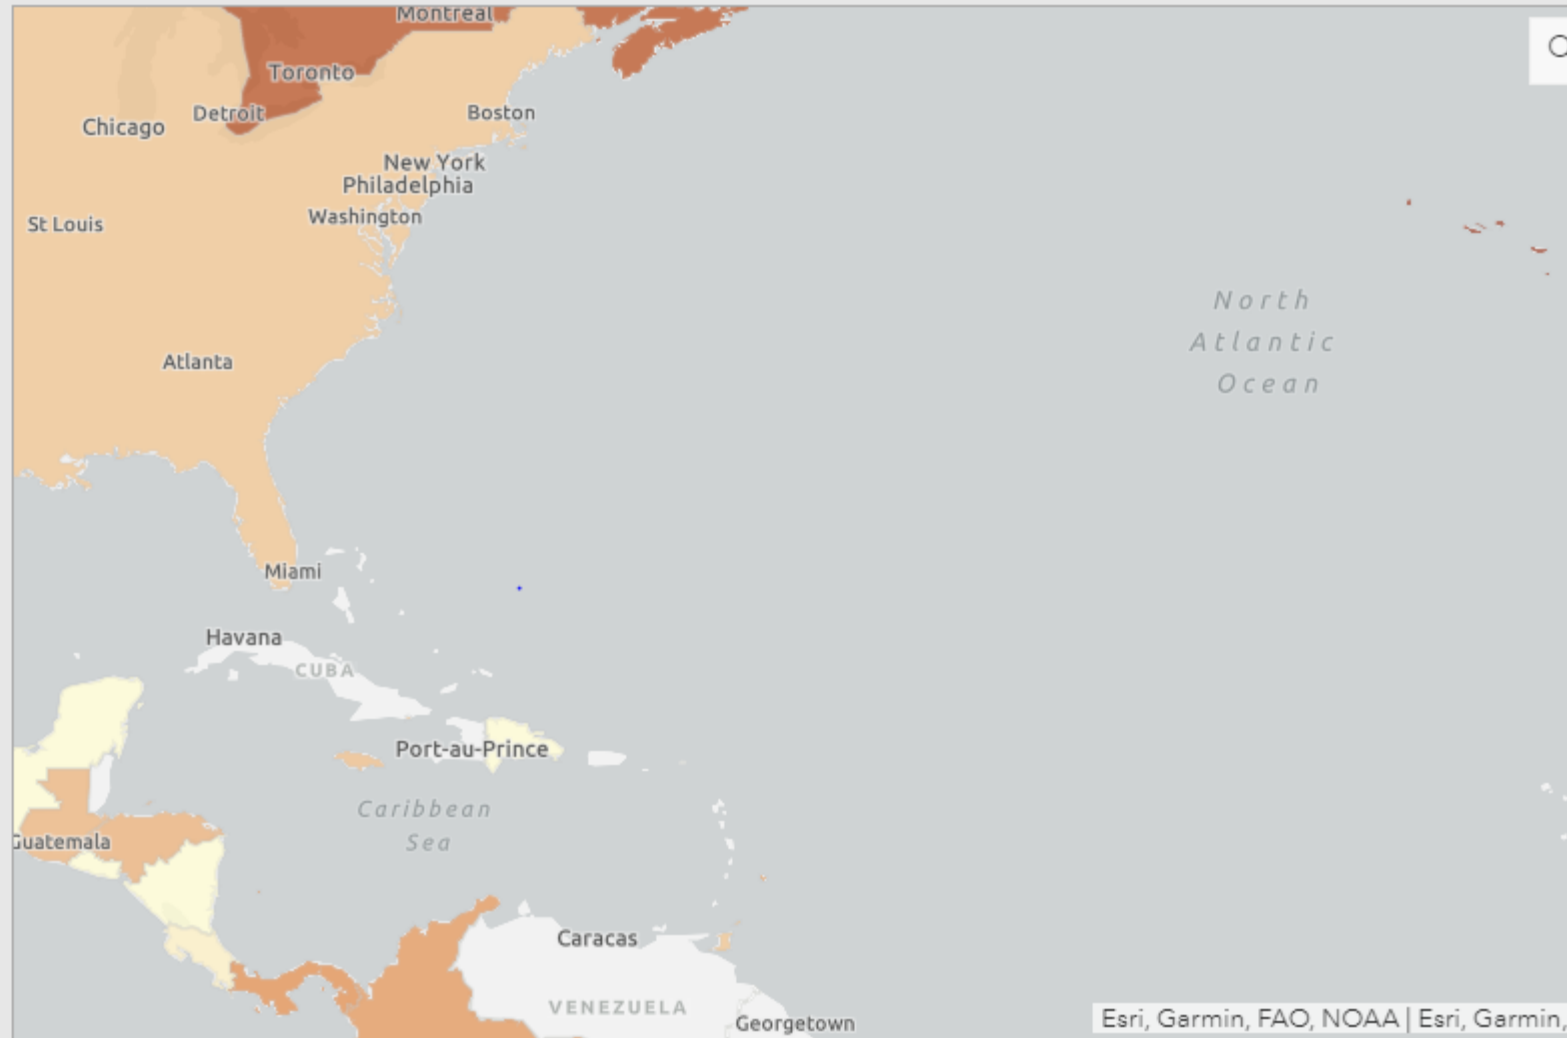 Montreal
Toronto
Detroit
Boston
Chicago
New York
Philadelphia
Washington
St Louis
North
Atlantic
Ocean
Atlanta
Miami
Havana
CUBA
Port-au-Prince
Caribbean
Sea
Guatemala
Caracas
VENEZUELA
Georgetown
Esri, Garmin, FAO, NOAA | Esri, Garmin,